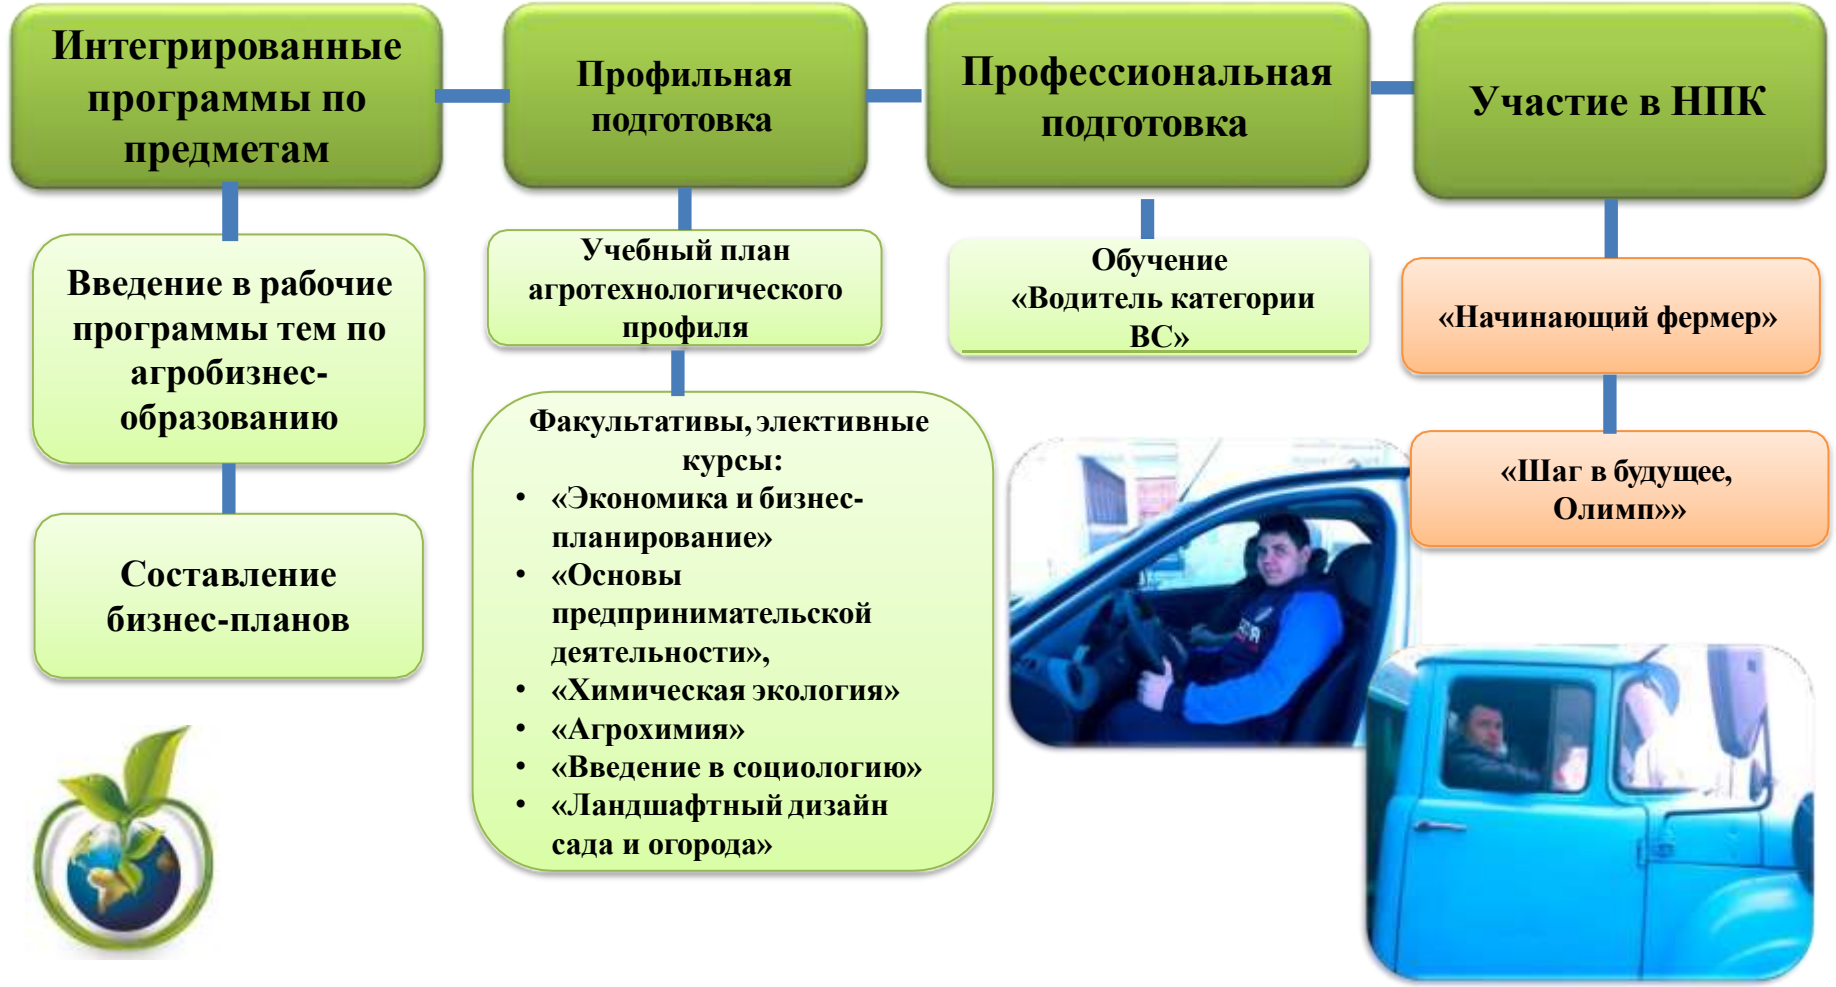 Интегрированные
программы по
предметам
Введение в рабочие
программы тем по
агробизнес-
образованию
Составление
бизнес-планов
Профильная
подготовка
Учебный план
агротехнологического
профиля
Факультативы, элективные
курсы:
• «Экономика и бизнес-
планирование»
• «Основы
предпринимательской
деятельности»,
• «Химическая экология»
• «Агрохимия»
• «Введение в социологию»
• «Ландшафтный дизайн
сада и огорода»
Профессиональная
подготовка
Обучение
«Водитель категории
ВС»
Участие в НПК
«Начинающий фермер»
«Шаг в будущее,
Олимп»»